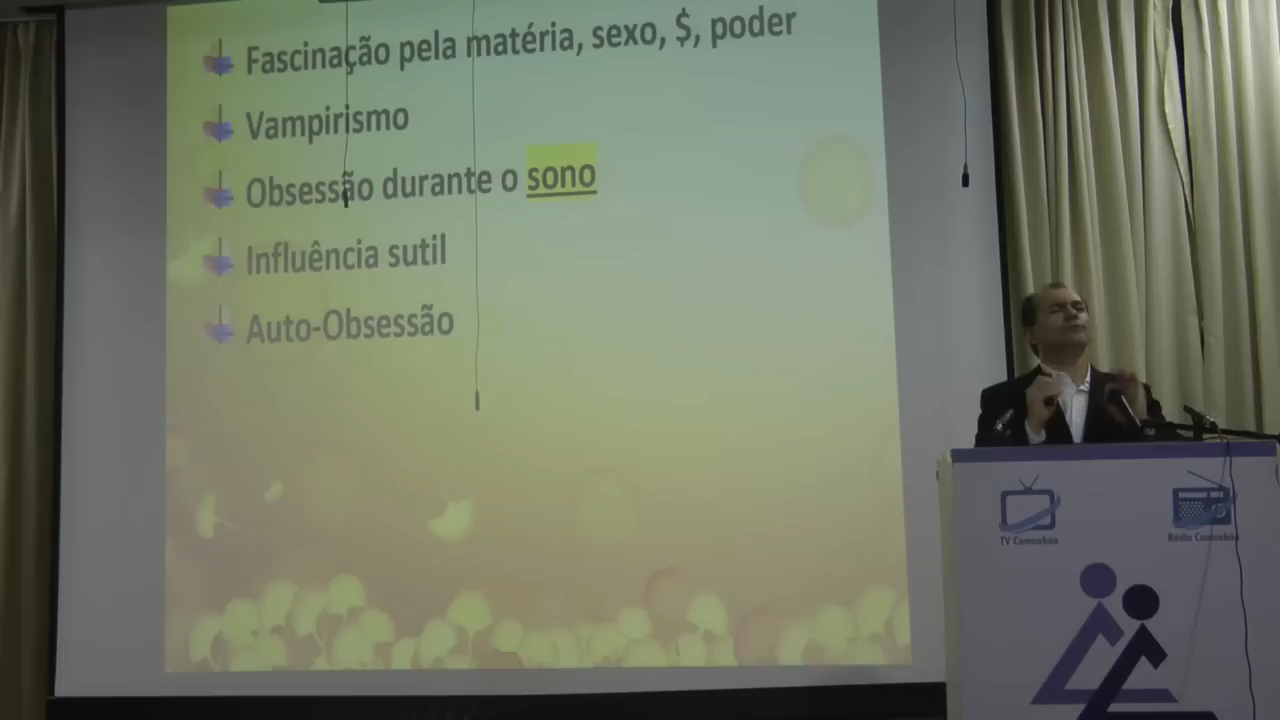 Fascinação pela matéria, sexo, $, poder
Vampirismo
Obsessão durante o sono
Influência sutil
Auto-Obsessão
TV Comunhão
Rádio Comunhão